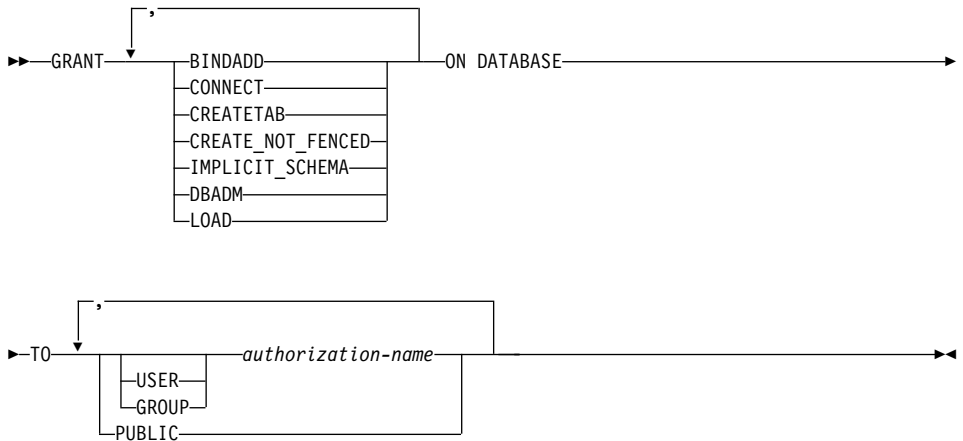 ,
GRANT BINDADD ON DATABASE
CONNECT
CREATETAB
CREATE_NOT_FENCED
IMPLICIT_SCHEMA
DBADM
LOAD
,
TO authorization-name
USER
GROUP
PUBLIC